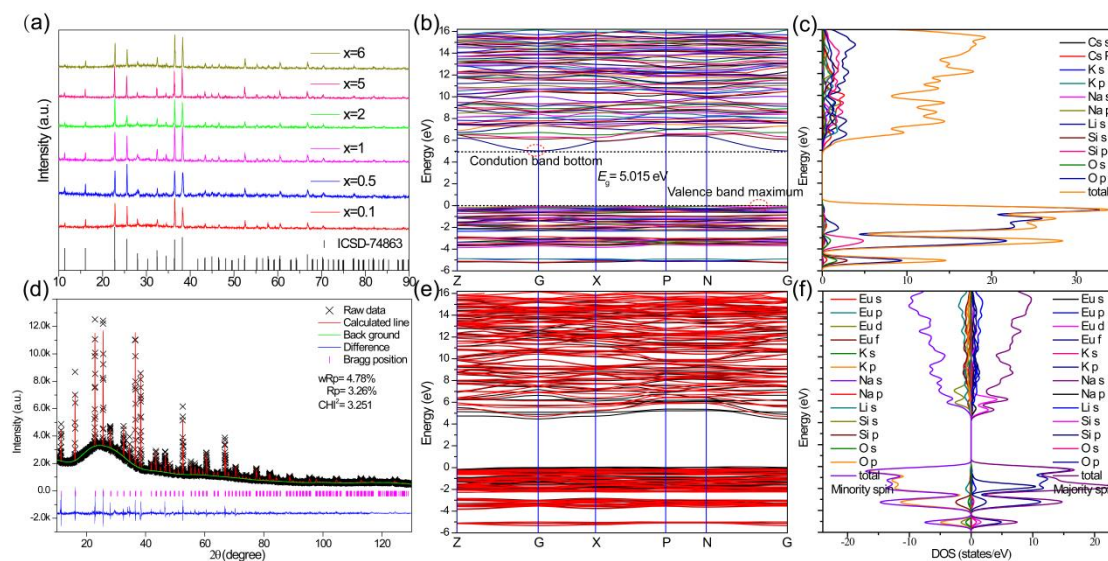 (a)
x=6
x=5
x=2
x=1
x=0.5
x=0.1
ICSD-74863
Intensity (a.u.)
10 20 30 40 50 60 70 80 90
(b)
16
14
12
10
8
6
4
2
0
-2
-4
-6
Energy (eV)
Condution band bottom
Eg = 5.015 eV
Valence band maximum
Z G X P N G
(c)
Energy (eV)
Cs s
K s
K p
Na s
Na p
Li s
Si s
Si p
O s
O p
total
0 10 20 30
(d)
Raw data
Calculated line
Back ground
Difference
Bragg position
wRp= 4.78%
Rp= 3.26%
CHI²= 3.251
12.0k
10.0k
8.0k
6.0k
4.0k
2.0k
0.0
-2.0k
Intensity (a.u.)
20 40 60 80 100 120
2θ(degree)
(e)
16
14
12
10
8
6
4
2
0
-2
-4
-6
Energy (eV)
Z G X P N G
(f)
Energy (eV)
Eu s
Eu p
Eu d
Eu f
K s
K p
Na s
Na p
Li s
Si s
Si p
O s
O p
total
Minority spin
Eu s
Eu p
Eu d
Eu f
K s
K p
Na s
Na p
Li s
Si s
Si p
O s
O p
total
Majority sp
-20 -10 0 10 20
DOS (states/eV)